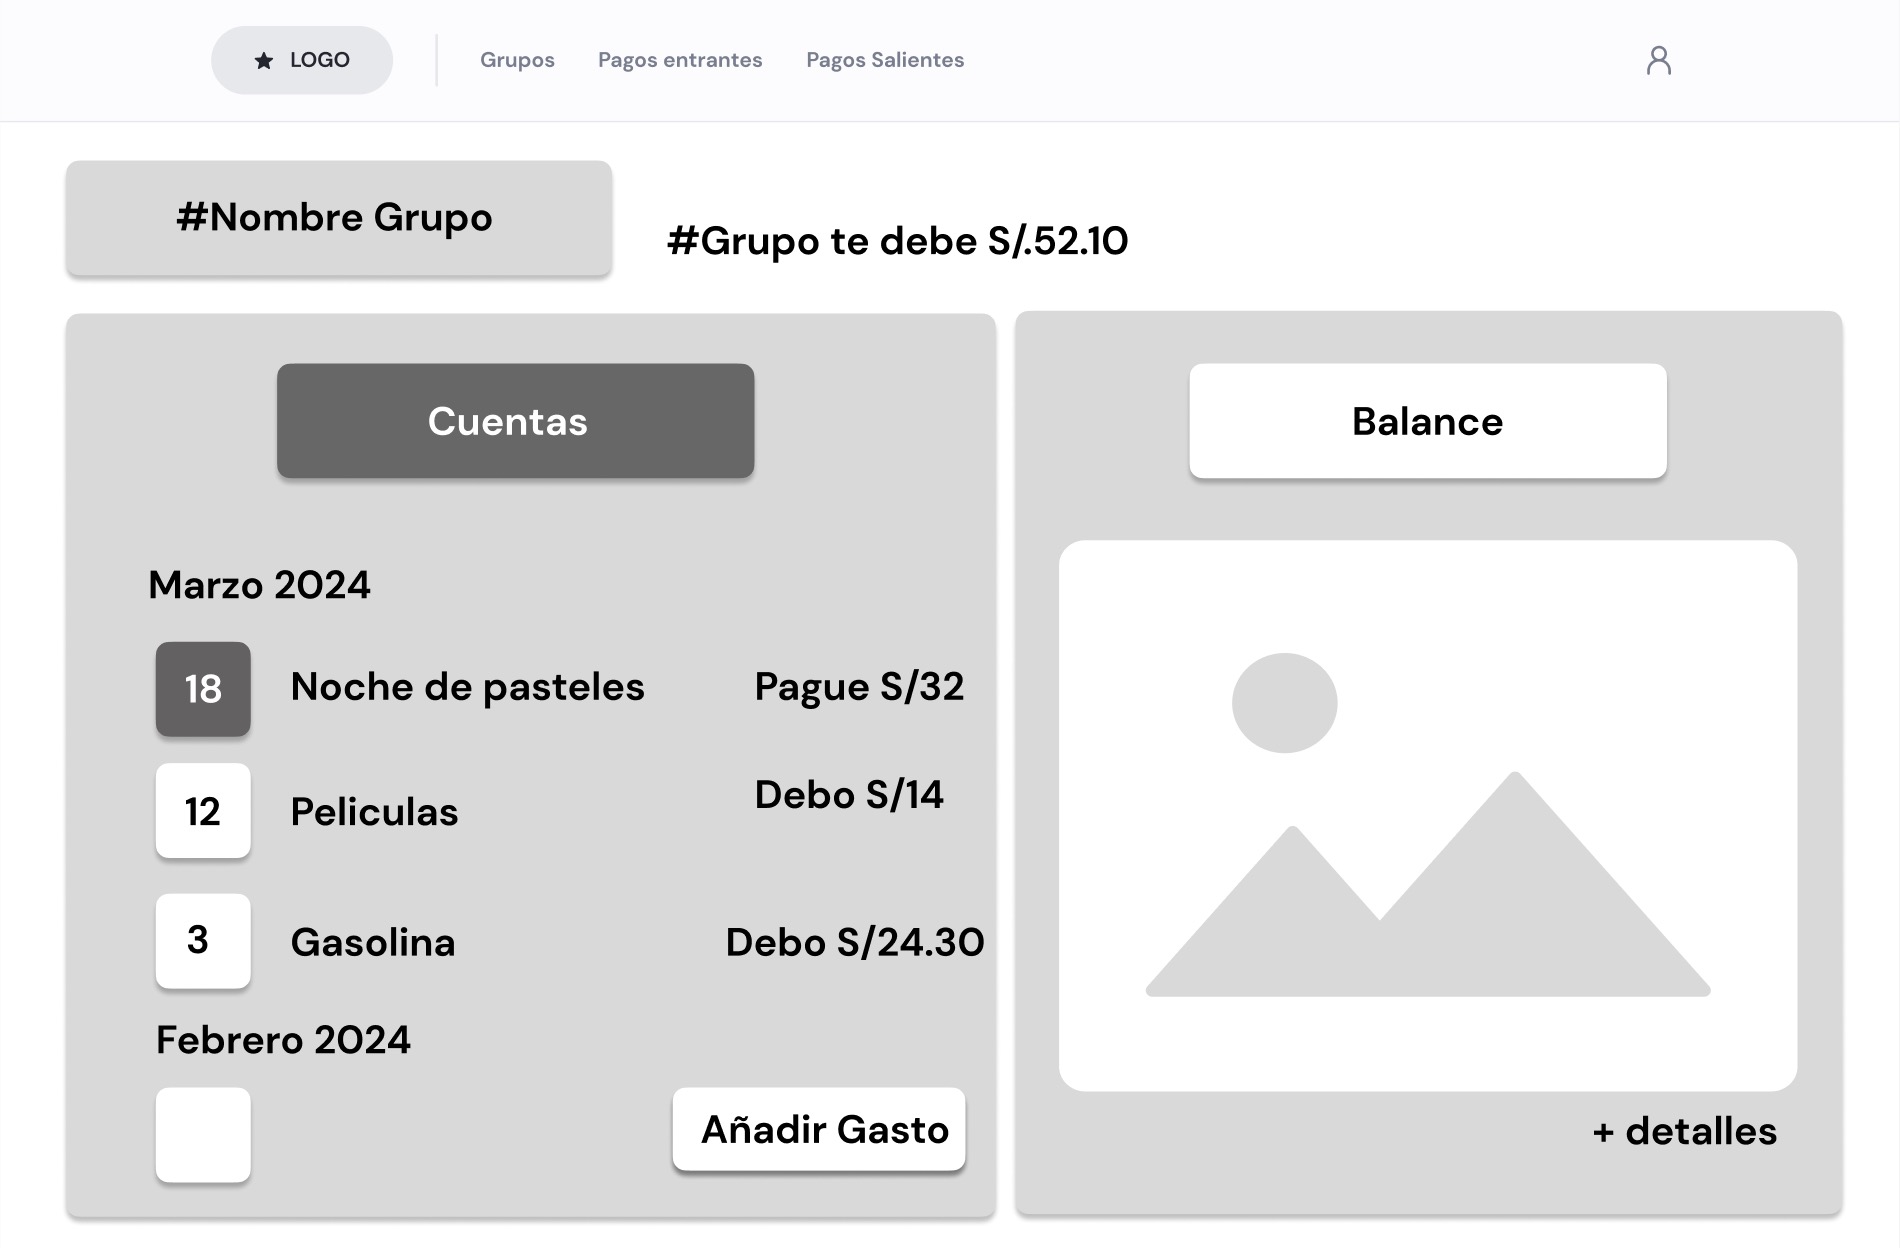 LOGO
Grupos
Pagos entrantes
Pagos Salientes
#Nombre Grupo
#Grupo te debe S/.52.10
Cuentas
Marzo 2024
18 Noche de pasteles Pague S/32
12 Peliculas Debo S/14
3 Gasolina Debo S/24.30
Febrero 2024
Añadir Gasto
Balance
+ detalles